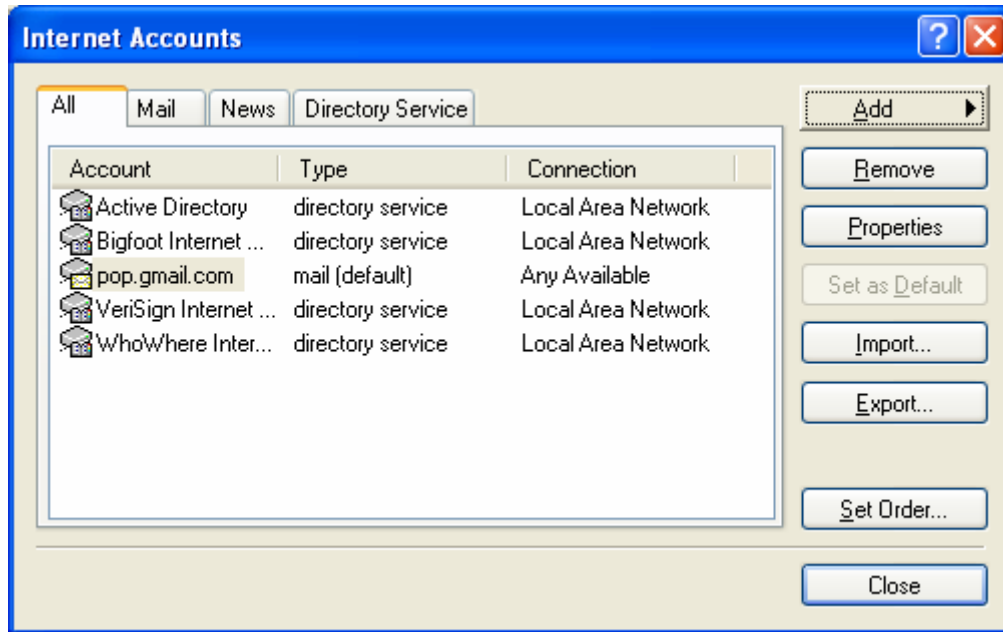 Internet Accounts
All Mail News Directory Service
Add
Account Type Connection
Remove
Active Directory directory service Local Area Network
Bigfoot Internet ... directory service Local Area Network
Properties
pop.gmail.com mail (default) Any Available
Set as Default
VeriSign Internet ... directory service Local Area Network
WhoWhere Inter... directory service Local Area Network
Import...
Export...
Set Order...
Close